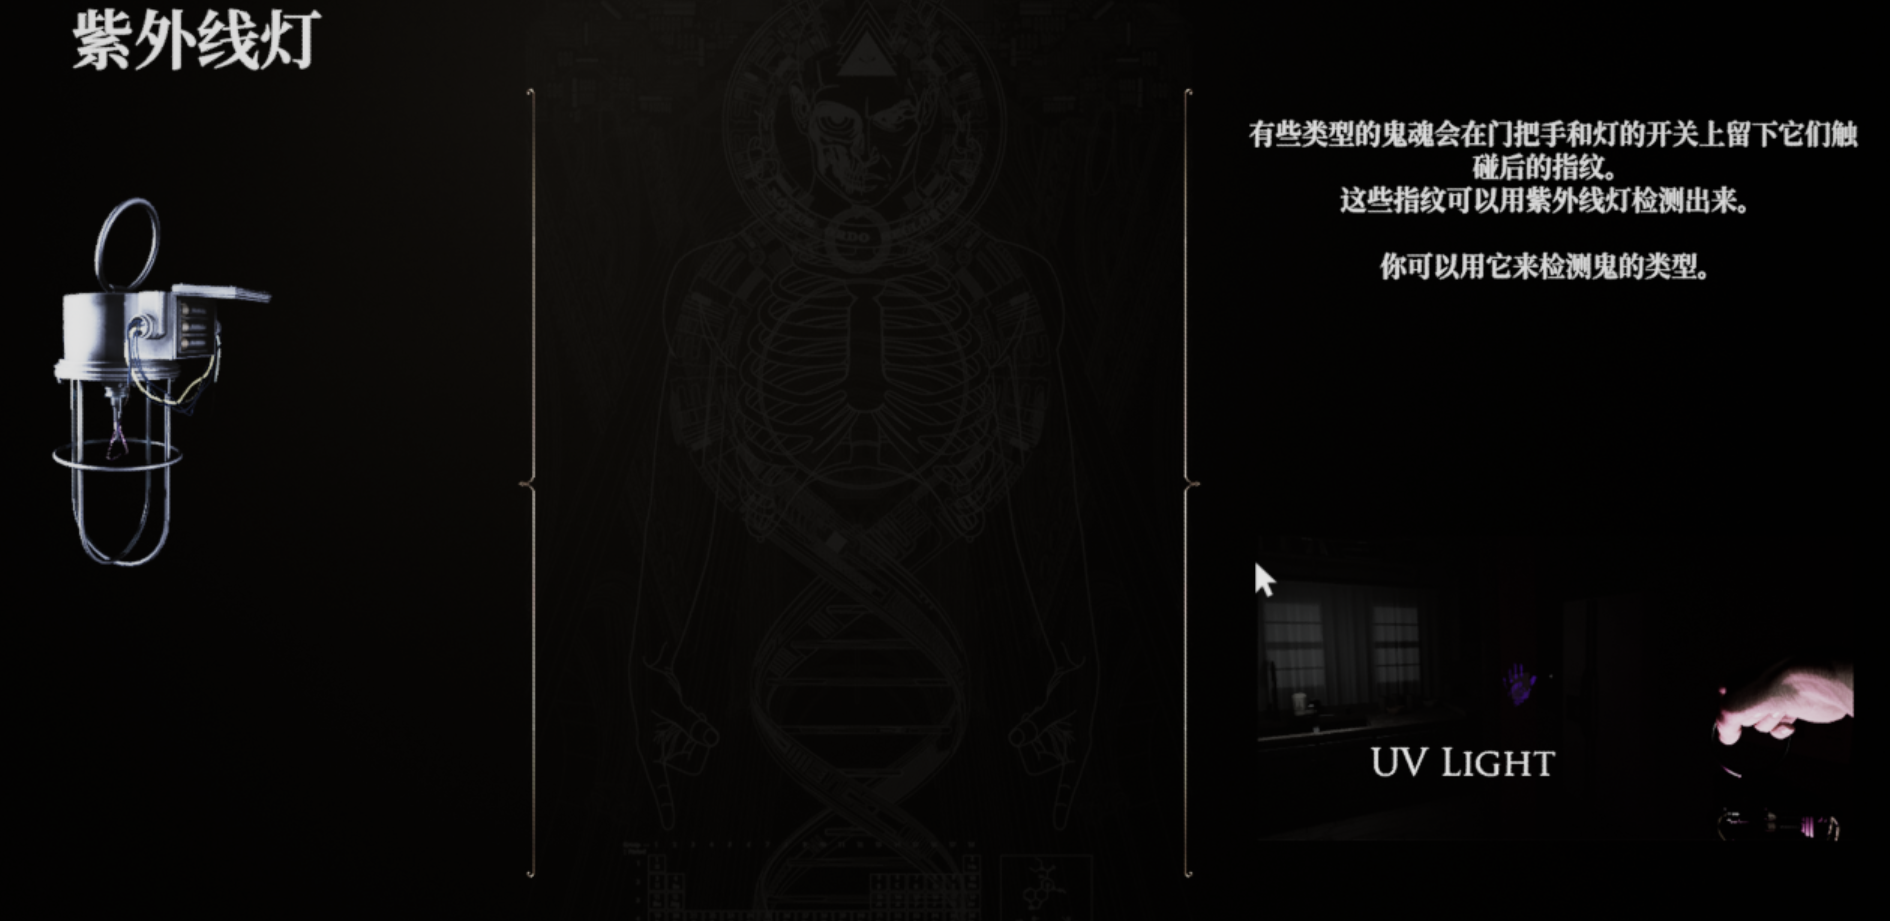 紫外线灯
有些类型的鬼魂会在门把手和灯的开关上留下它们触
碰后的指纹。
这些指纹可以用紫外线灯检测出来。
你可以用它来检测鬼的类型。
UV LIGHT